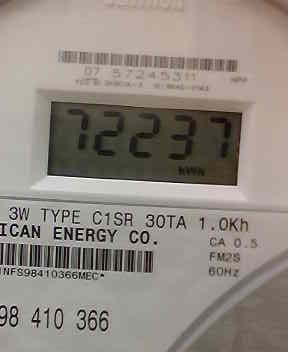 07 57245311
72237
kWh
3W TYPE C1SR 30TA 1.0Kh
ICAN ENERGY CO.
CA 0.5
FM2S
60Hz
NFS98410366MEC*
98 410 366